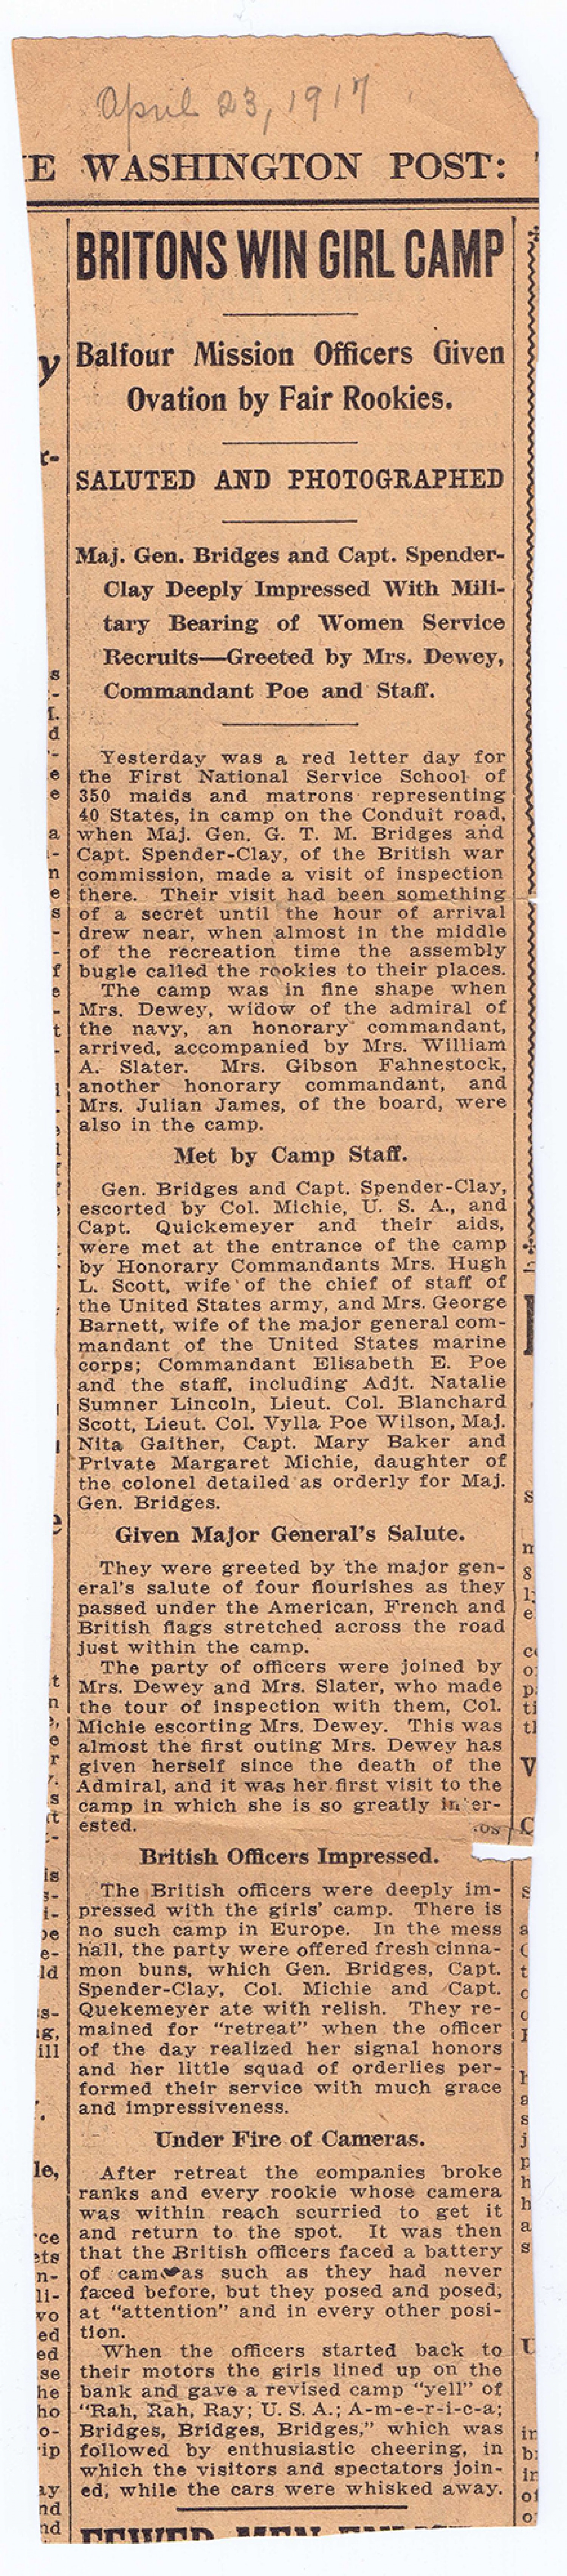 April 23, 1917
E WASHINGTON POST:
BRITONS WIN GIRL CAMP
Balfour Mission Officers Given
Ovation by Fair Rookies.
SALUTED AND PHOTOGRAPHED
Maj. Gen. Bridges and Capt. Spender-
Clay Deeply Impressed With Mili-
tary Bearing of Women Service
Recruits—Greeted by Mrs. Dewey,
Commandant Poe and Staff.
Yesterday was a red letter day for
the First National Service School of
350 maids and matrons representing
40 States, in camp on the Conduit road,
when Maj. Gen. G. T. M. Bridges and
Capt. Spender-Clay, of the British war
commission, made a visit of inspection
there. Their visit had been something
of a secret until the hour of arrival
drew near, when almost in the middle
of the recreation time the assembly
bugle called the rookies to their places.
The camp was in fine shape when
Mrs. Dewey, widow of the admiral of
the navy, an honorary commandant,
arrived, accompanied by Mrs. William
A. Slater. Mrs. Gibson Fahnestock,
another honorary commandant, and
Mrs. Julian James, of the board, were
also in the camp.
Met by Camp Staff.
Gen. Bridges and Capt. Spender-Clay,
escorted by Col. Michie, U. S. A., and
Capt. Quickemeyer and their aids,
were met at the entrance of the camp
by Honorary Commandants Mrs. Hugh
L. Scott, wife of the chief of staff of
the United States army, and Mrs. George
Barnett, wife of the major general com-
mandant of the United States marine
corps; Commandant Elisabeth E. Poe
and the staff, including Adjt. Natalie
Sumner Lincoln, Lieut. Col. Blanchard
Scott, Lieut. Col. Vylla Poe Wilson, Maj.
Nita Gaither, Capt. Mary Baker and
Private Margaret Michie, daughter of
the colonel detailed as orderly for Maj.
Gen. Bridges.
Given Major General's Salute.
They were greeted by the major gen-
eral's salute of four flourishes as they
passed under the American, French and
British flags stretched across the road
just within the camp.
The party of officers were joined by
Mrs. Dewey and Mrs. Slater, who made
the tour of inspection with them, Col.
Michie escorting Mrs. Dewey. This was
almost the first outing Mrs. Dewey has
given herself since the death of the
Admiral, and it was her first visit to the
camp in which she is so greatly inter-
ested.
British Officers Impressed.
The British officers were deeply im-
pressed with the girls' camp. There is
no such camp in Europe. In the mess
hall, the party were offered fresh cinna-
mon buns, which Gen. Bridges, Capt.
Spender-Clay, Col. Michie and Capt.
Quekemeyer ate with relish. They re-
mained for "retreat" when the officer
of the day realized her signal honors
and her little squad of orderlies per-
formed their service with much grace
and impressiveness.
Under Fire of Cameras.
After retreat the companies broke
ranks and every rookie whose camera
was within reach scurried to get it
and return to the spot. It was then
that the British officers faced a battery
of cameras such as they had never
faced before, but they posed and posed,
at "attention" and in every other posi-
tion.
When the officers started back to
their motors the girls lined up on the
bank and gave a revised camp "yell" of
"Rah, Rah, Ray; U. S. A.; A-m-e-r-i-c-a;
Bridges, Bridges, Bridges," which was
followed by enthusiastic cheering, in
which the visitors and spectators join-
ed, while the cars were whisked away.